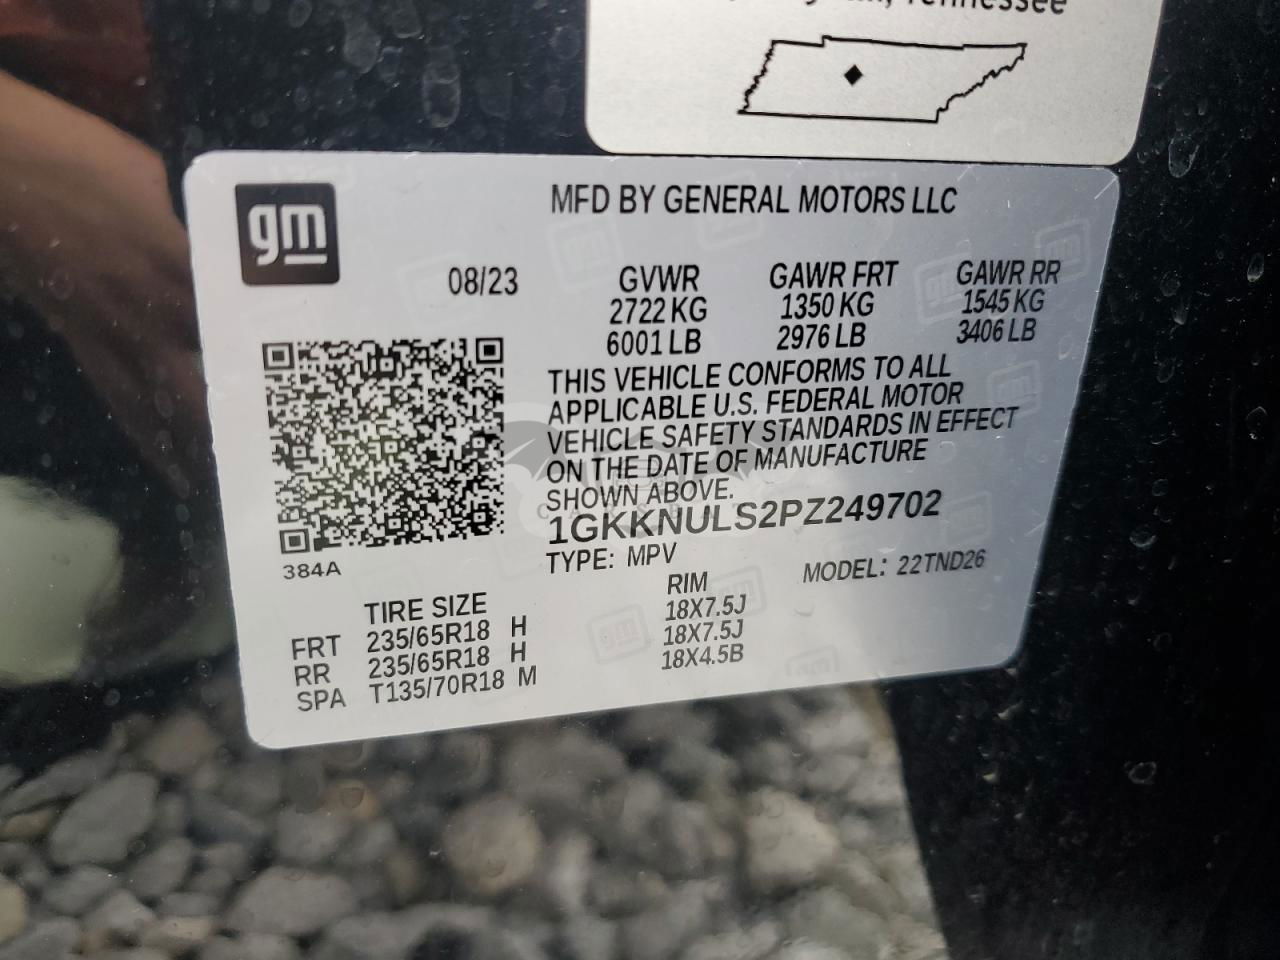 Tennessee
gm
MFD BY GENERAL MOTORS LLC
08/23 GVWR GAWR FRT GAWR RR
2722 KG 1350 KG 1545 KG
6001 LB 2976 LB 3406 LB
THIS VEHICLE CONFORMS TO ALL
APPLICABLE U.S. FEDERAL MOTOR
VEHICLE SAFETY STANDARDS IN EFFECT
ON THE DATE OF MANUFACTURE
SHOWN ABOVE.
1GKKNULS2PZ249702
TYPE: MPV MODEL: 22TND26
384A
TIRE SIZE RIM
FRT 235/65R18 H 18X7.5J
RR 235/65R18 H 18X7.5J
SPA T135/70R18 M 18X4.5B